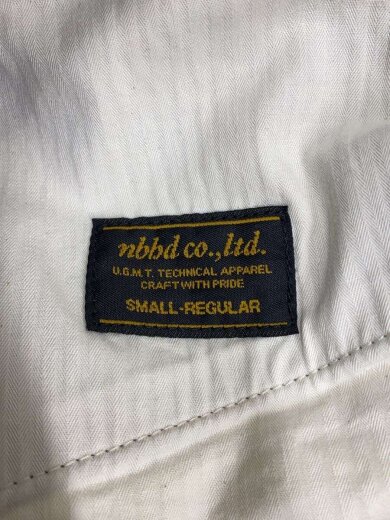 nbhd co., ltd.
U.G.M.T. TECHNICAL APPAREL
CRAFT WITH PRIDE
SMALL-REGULAR